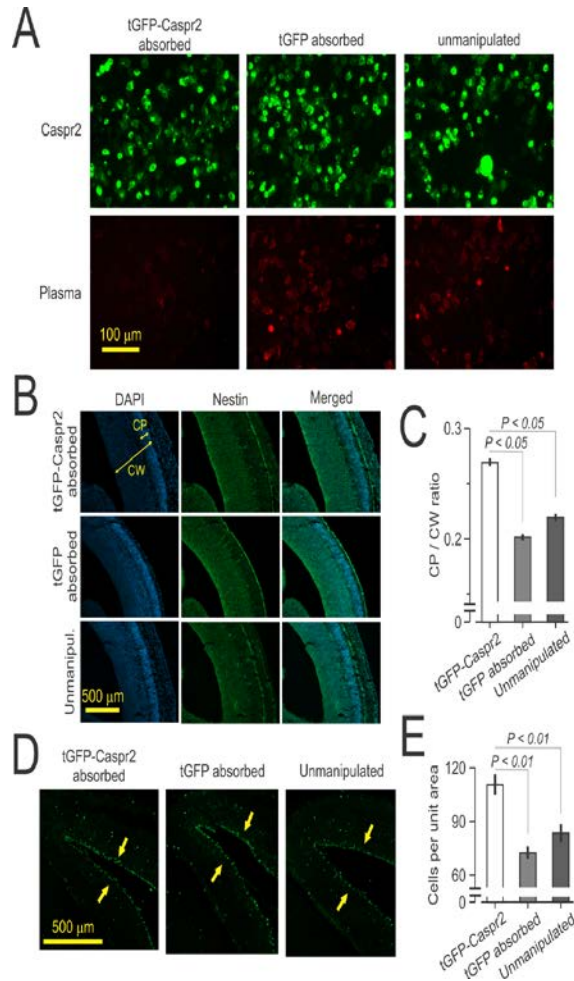 A
tGFP-Caspr2
absorbed
tGFP absorbed
unmanipulated
Caspr2
Plasma
100 µm
B
DAPI
Nestin
Merged
tGFP-Caspr2
absorbed
CP
CW
tGFP
absorbed
Unmanipul.
500 µm
C
P < 0.05
P < 0.05
0.3
0.2
0
CP / CW ratio
tGFP-Caspr2
tGFP absorbed
Unmanipulated
D
tGFP-Caspr2
absorbed
tGFP absorbed
Unmanipulated
500 µm
E
P < 0.01
P < 0.01
120
90
60
0
Cells per unit area
tGFP-Caspr2
tGFP absorbed
Unmanipulated